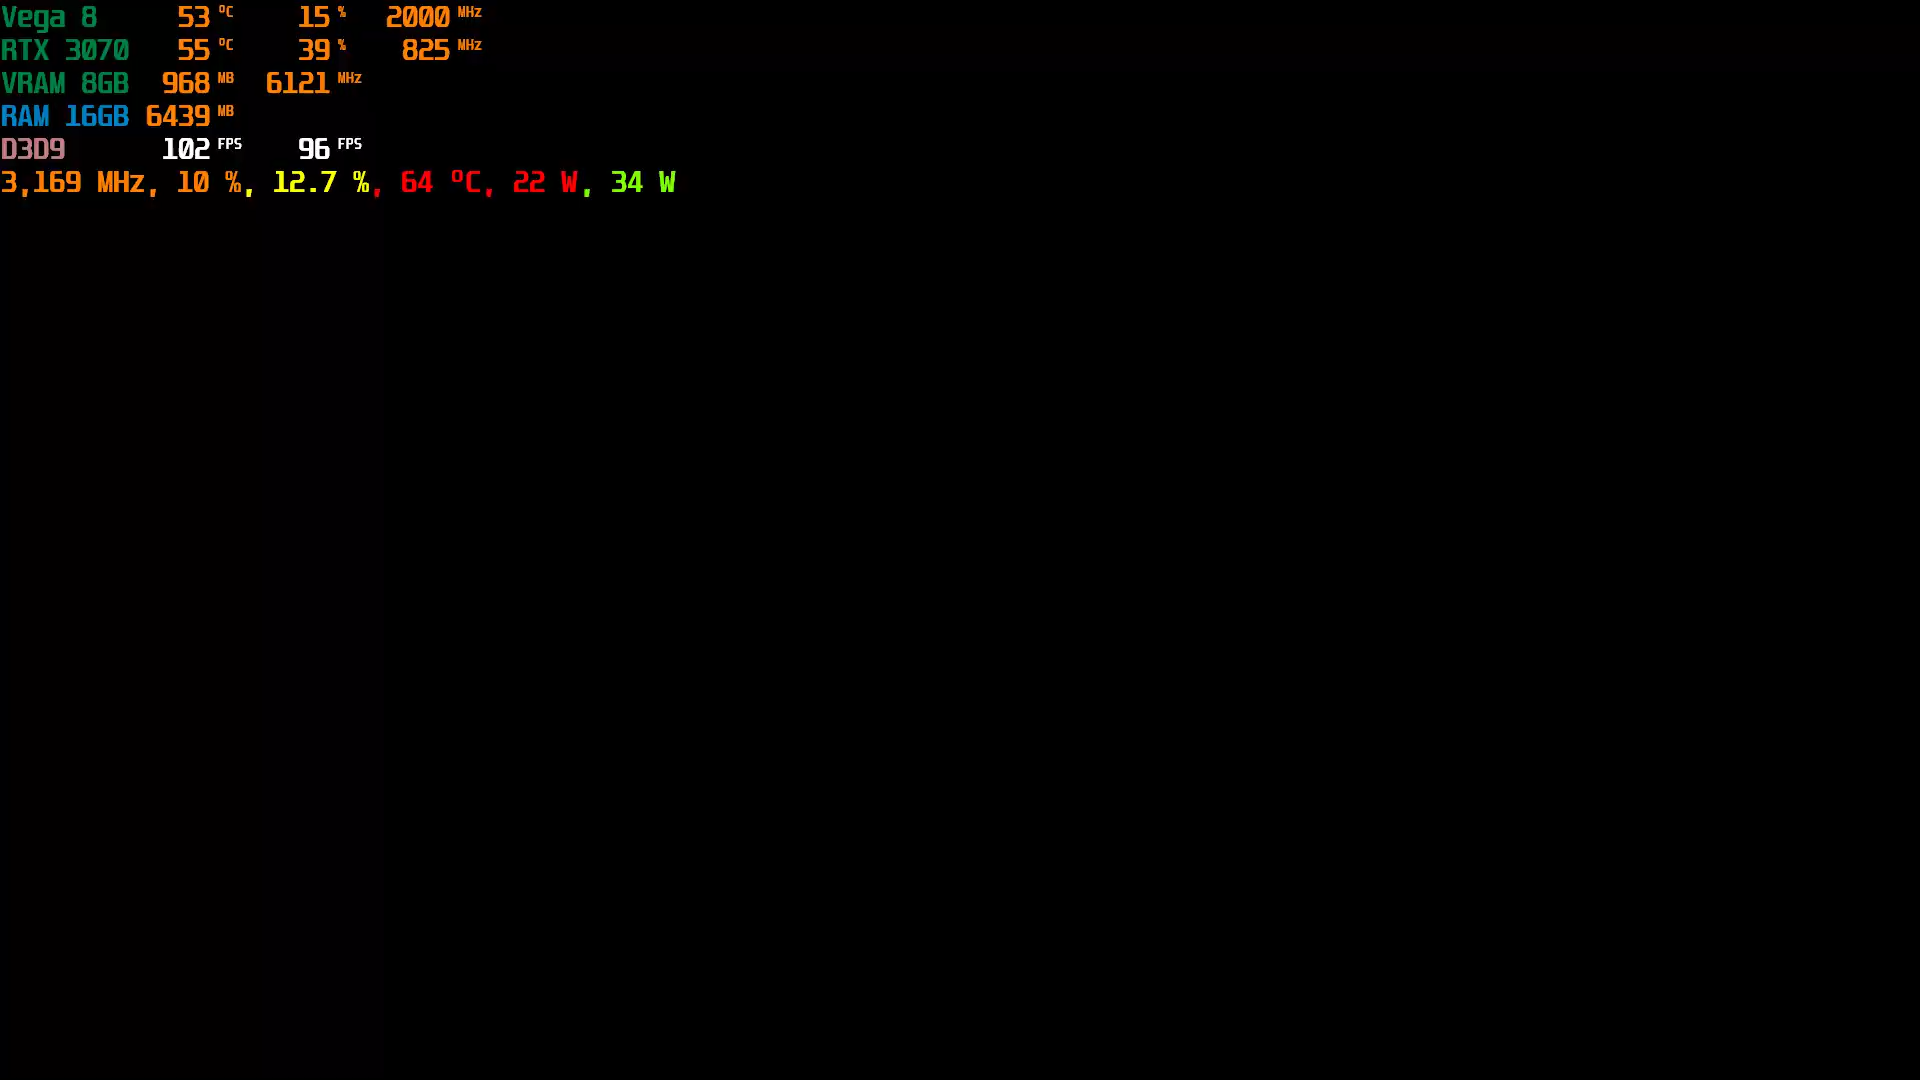 Vega 8 53 °C 15 % 2000 MHz
RTX 3070 55 °C 39 % 825 MHz
VRAM 8GB 968 MB 6121 MHz
RAM 16GB 6439 MB
D3D9 102 FPS 96 FPS
3,169 MHz, 10 %, 12.7 %, 64 °C, 22 W, 34 W